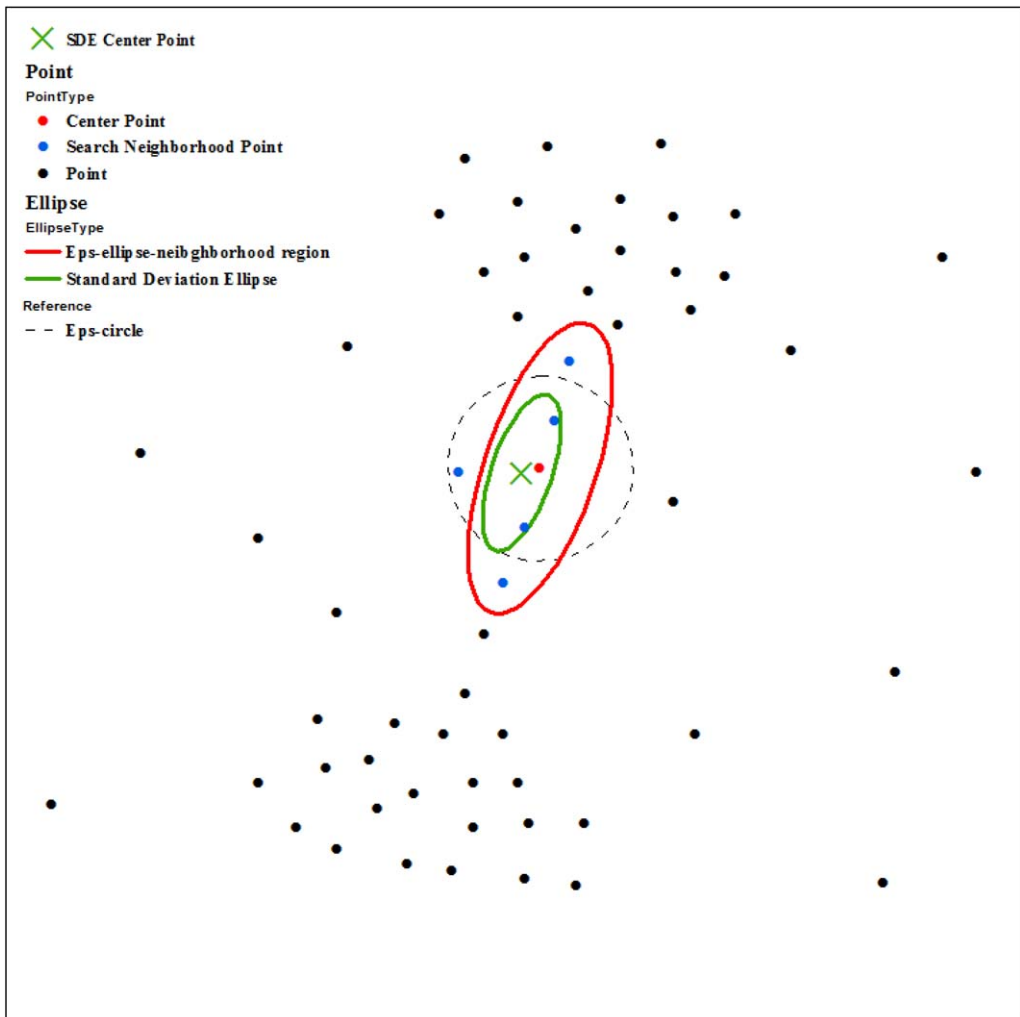 SDE Center Point
Point
PointType
Center Point
Search Neighborhood Point
Point
Ellipse
EllipseType
Eps-ellipse-neibghborhood region
Standard Deviation Ellipse
Reference
Eps-circle